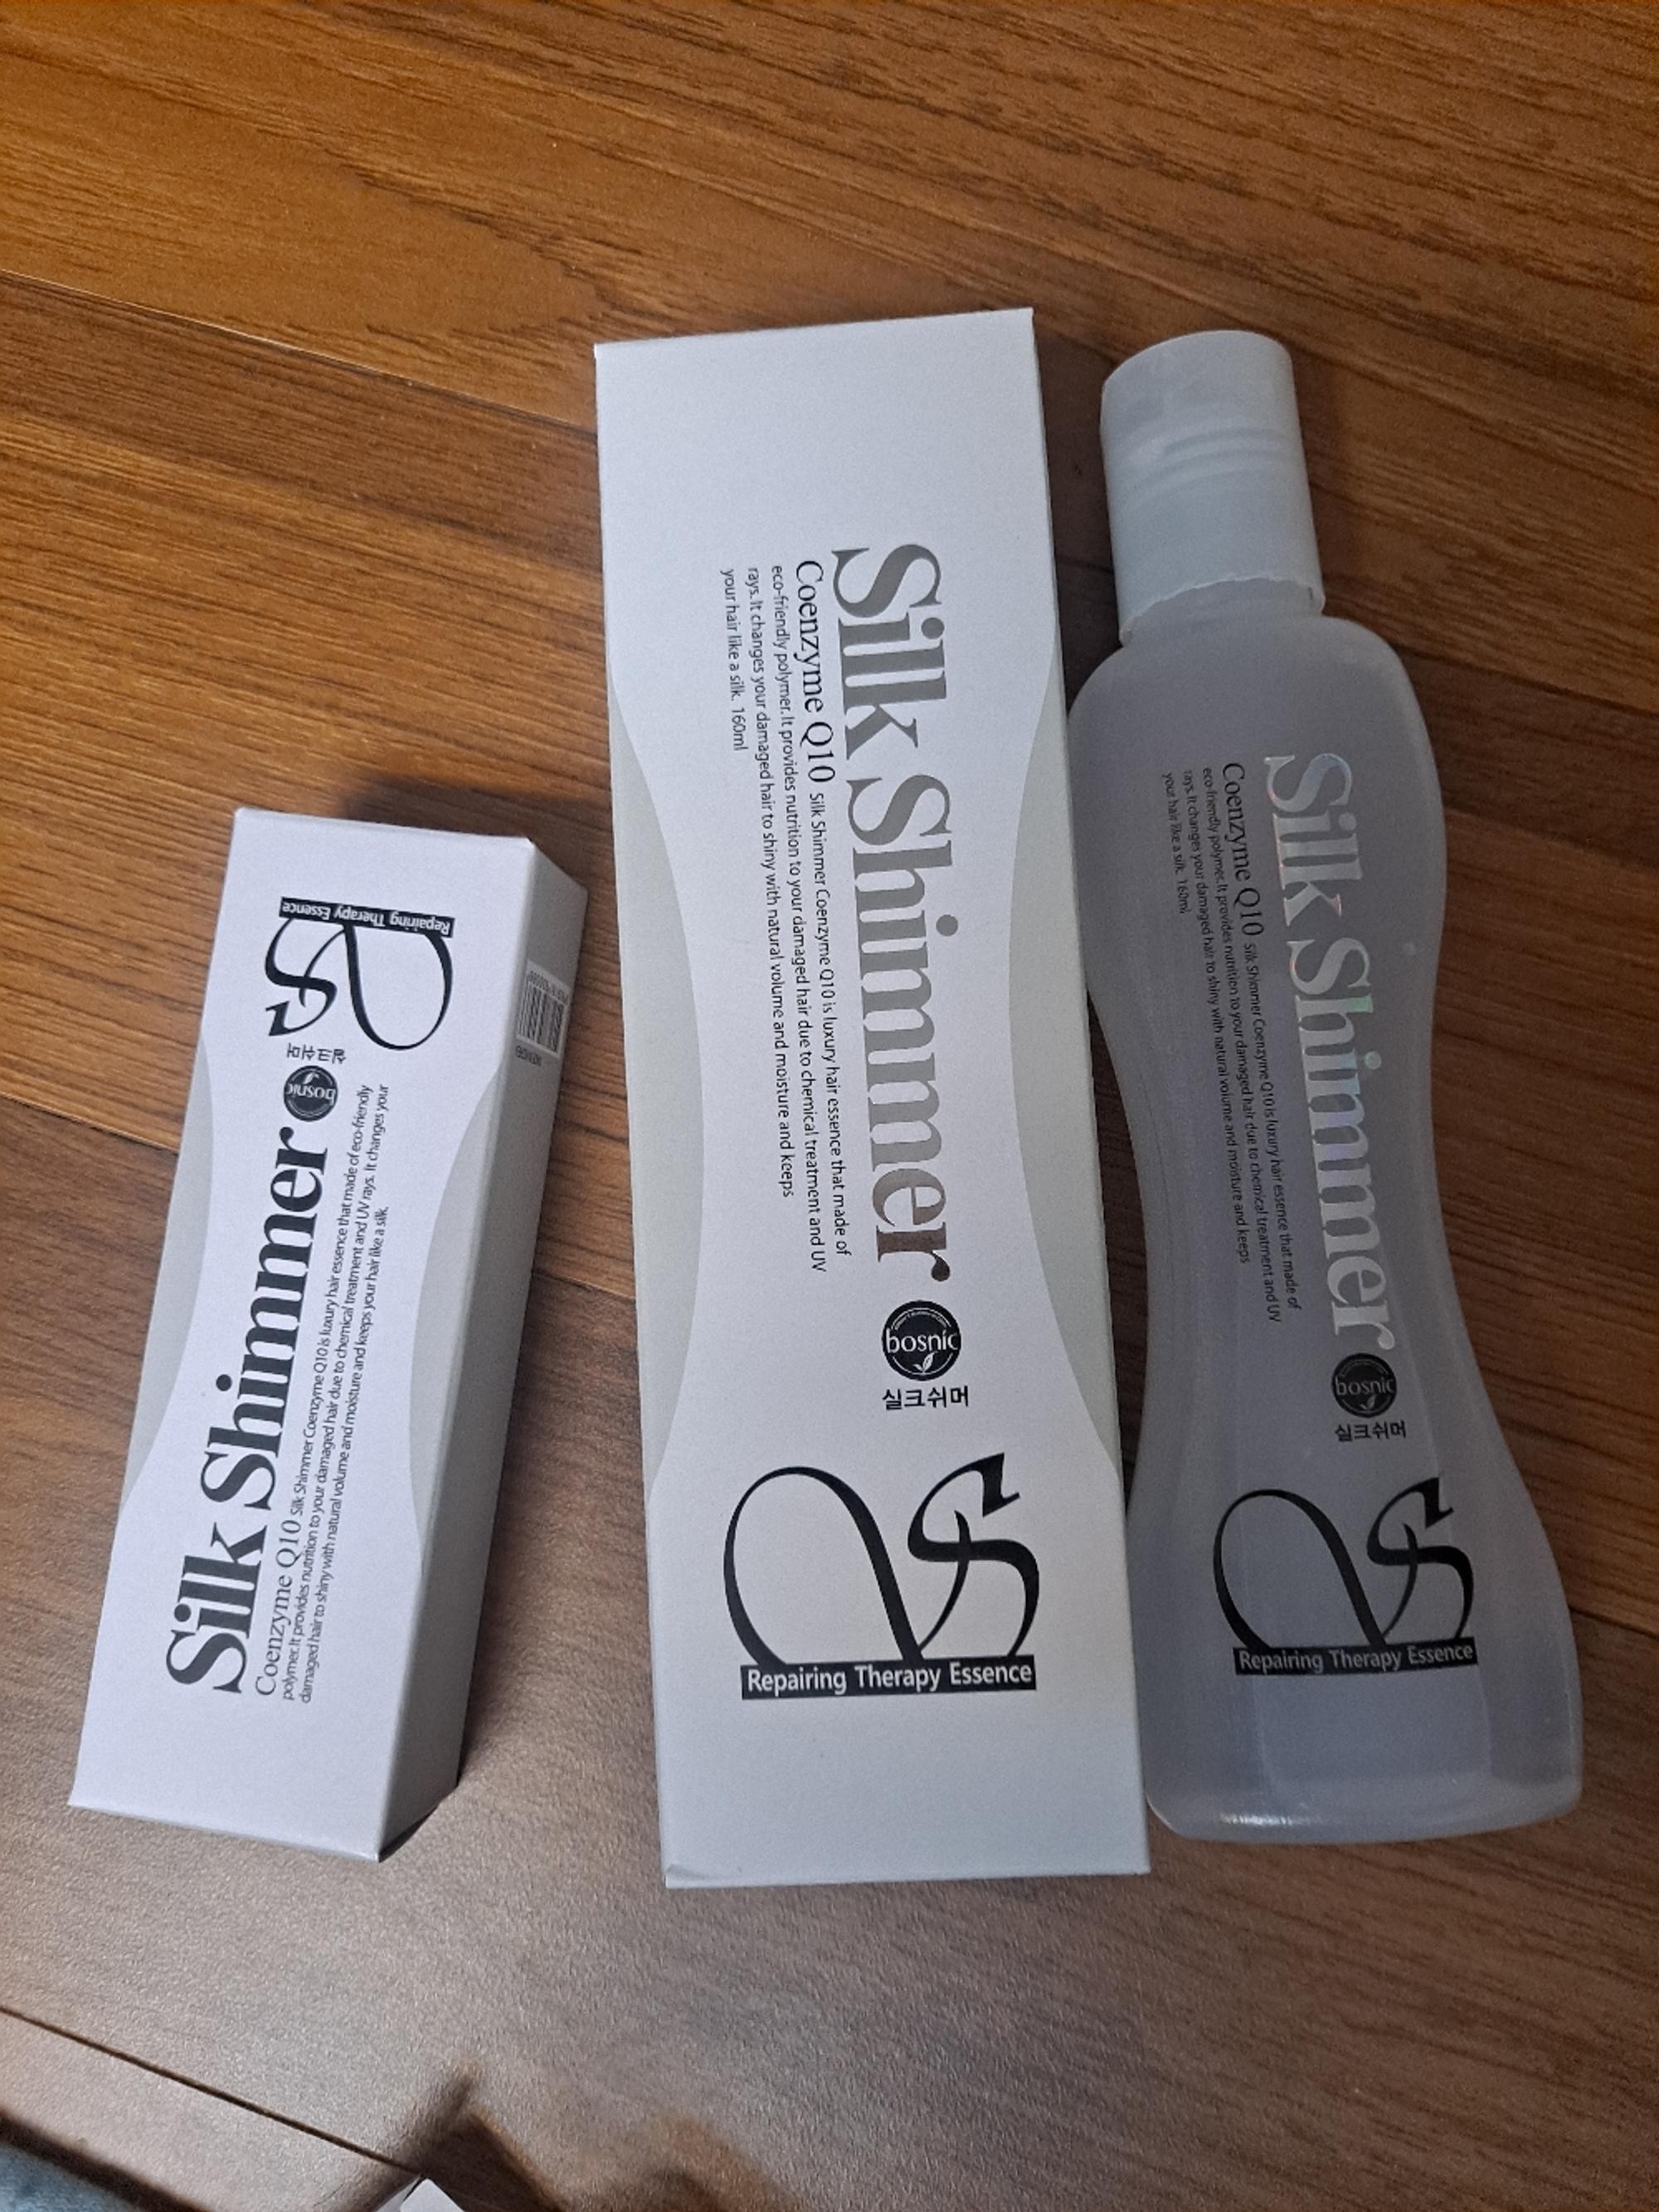 Silk Shimmer
Coenzyme Q10 Silk Shimmer Coenzyme Q10 is luxury hair essence that made of eco-friendly
polymer. It provides nutrition to your damaged hair due to chemical treatment and UV rays. It changes your
damaged hair to shiny with natural volume and moisture and keeps your hair like a silk.
bosnic
실크쉬머
Repairing Therapy Essence
Silk Shimmer
Coenzyme Q10 Silk Shimmer Coenzyme Q10 is luxury hair essence that made of
eco-friendly polymer. It provides nutrition to your damaged hair due to chemical treatment and UV
rays. It changes your damaged hair to shiny with natural volume and moisture and keeps
your hair like a silk. 160ml
bosnic
실크쉬머
Repairing Therapy Essence
Silk Shimmer
Coenzyme Q10 Silk Shimmer Coenzyme Q10 is luxury hair essence that made of
eco-friendly polymer. It provides nutrition to your damaged hair due to chemical treatment and UV
rays. It changes your damaged hair to shiny with natural volume and moisture and keeps
your hair like a silk. 160ml
bosnic
실크쉬머
Repairing Therapy Essence